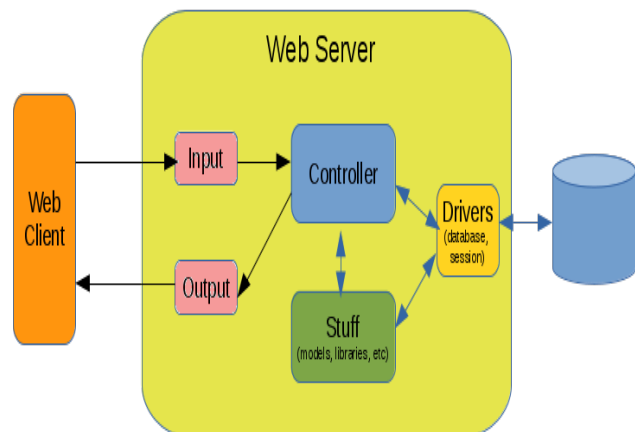 Web Server
Web
Client
Input
Output
Controller
Stuff
(models, libraries, etc)
Drivers
(database,
session)